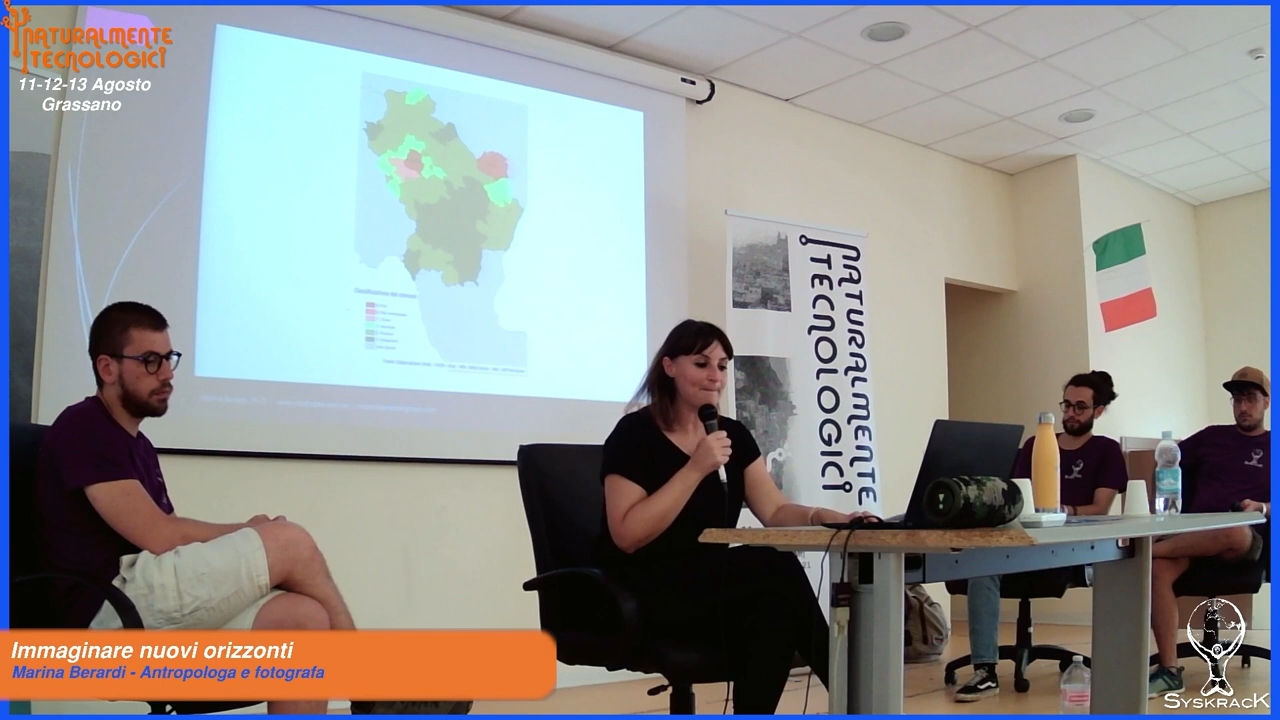 NATURALMENTE
TECNOLOGICI
11-12-13 Agosto
Grassano
NATURALMENTE
TECNOLOGICI
Immaginare nuovi orizzonti
Marina Berardi - Antropologa e fotografa
SYSKRACK